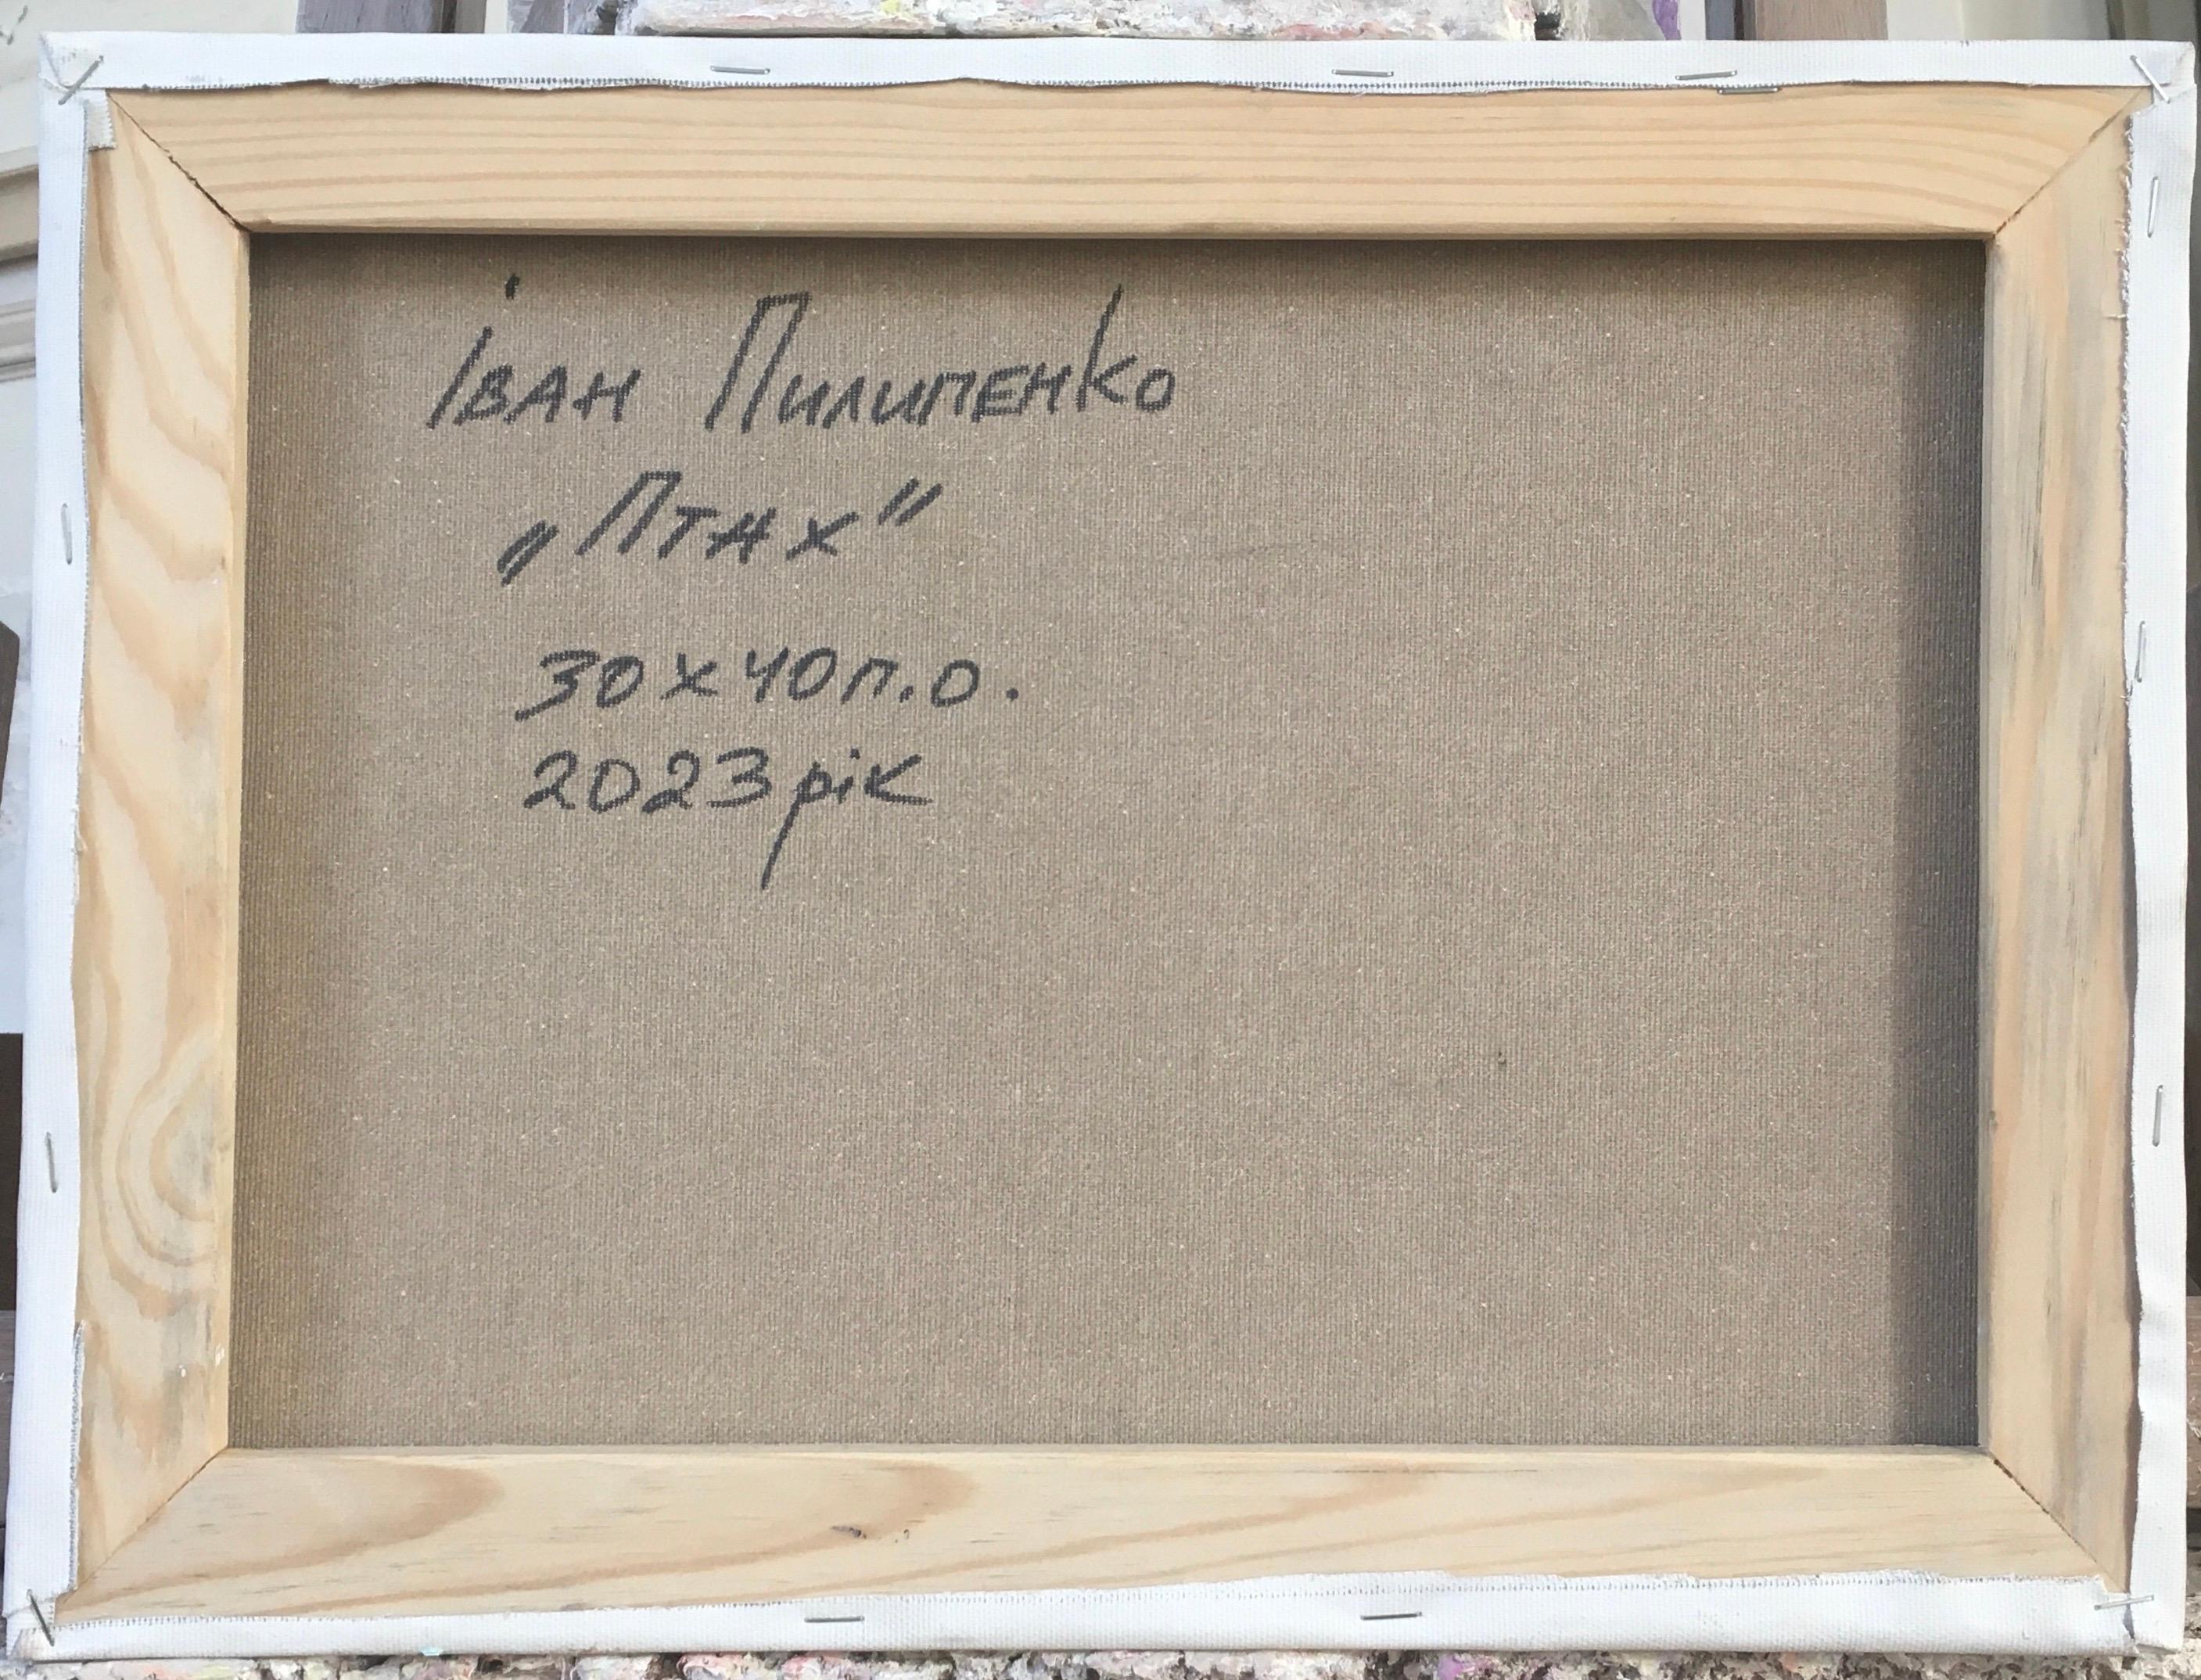 Іван Пилипенко
„Птах"
30х40п.о.
2023рік